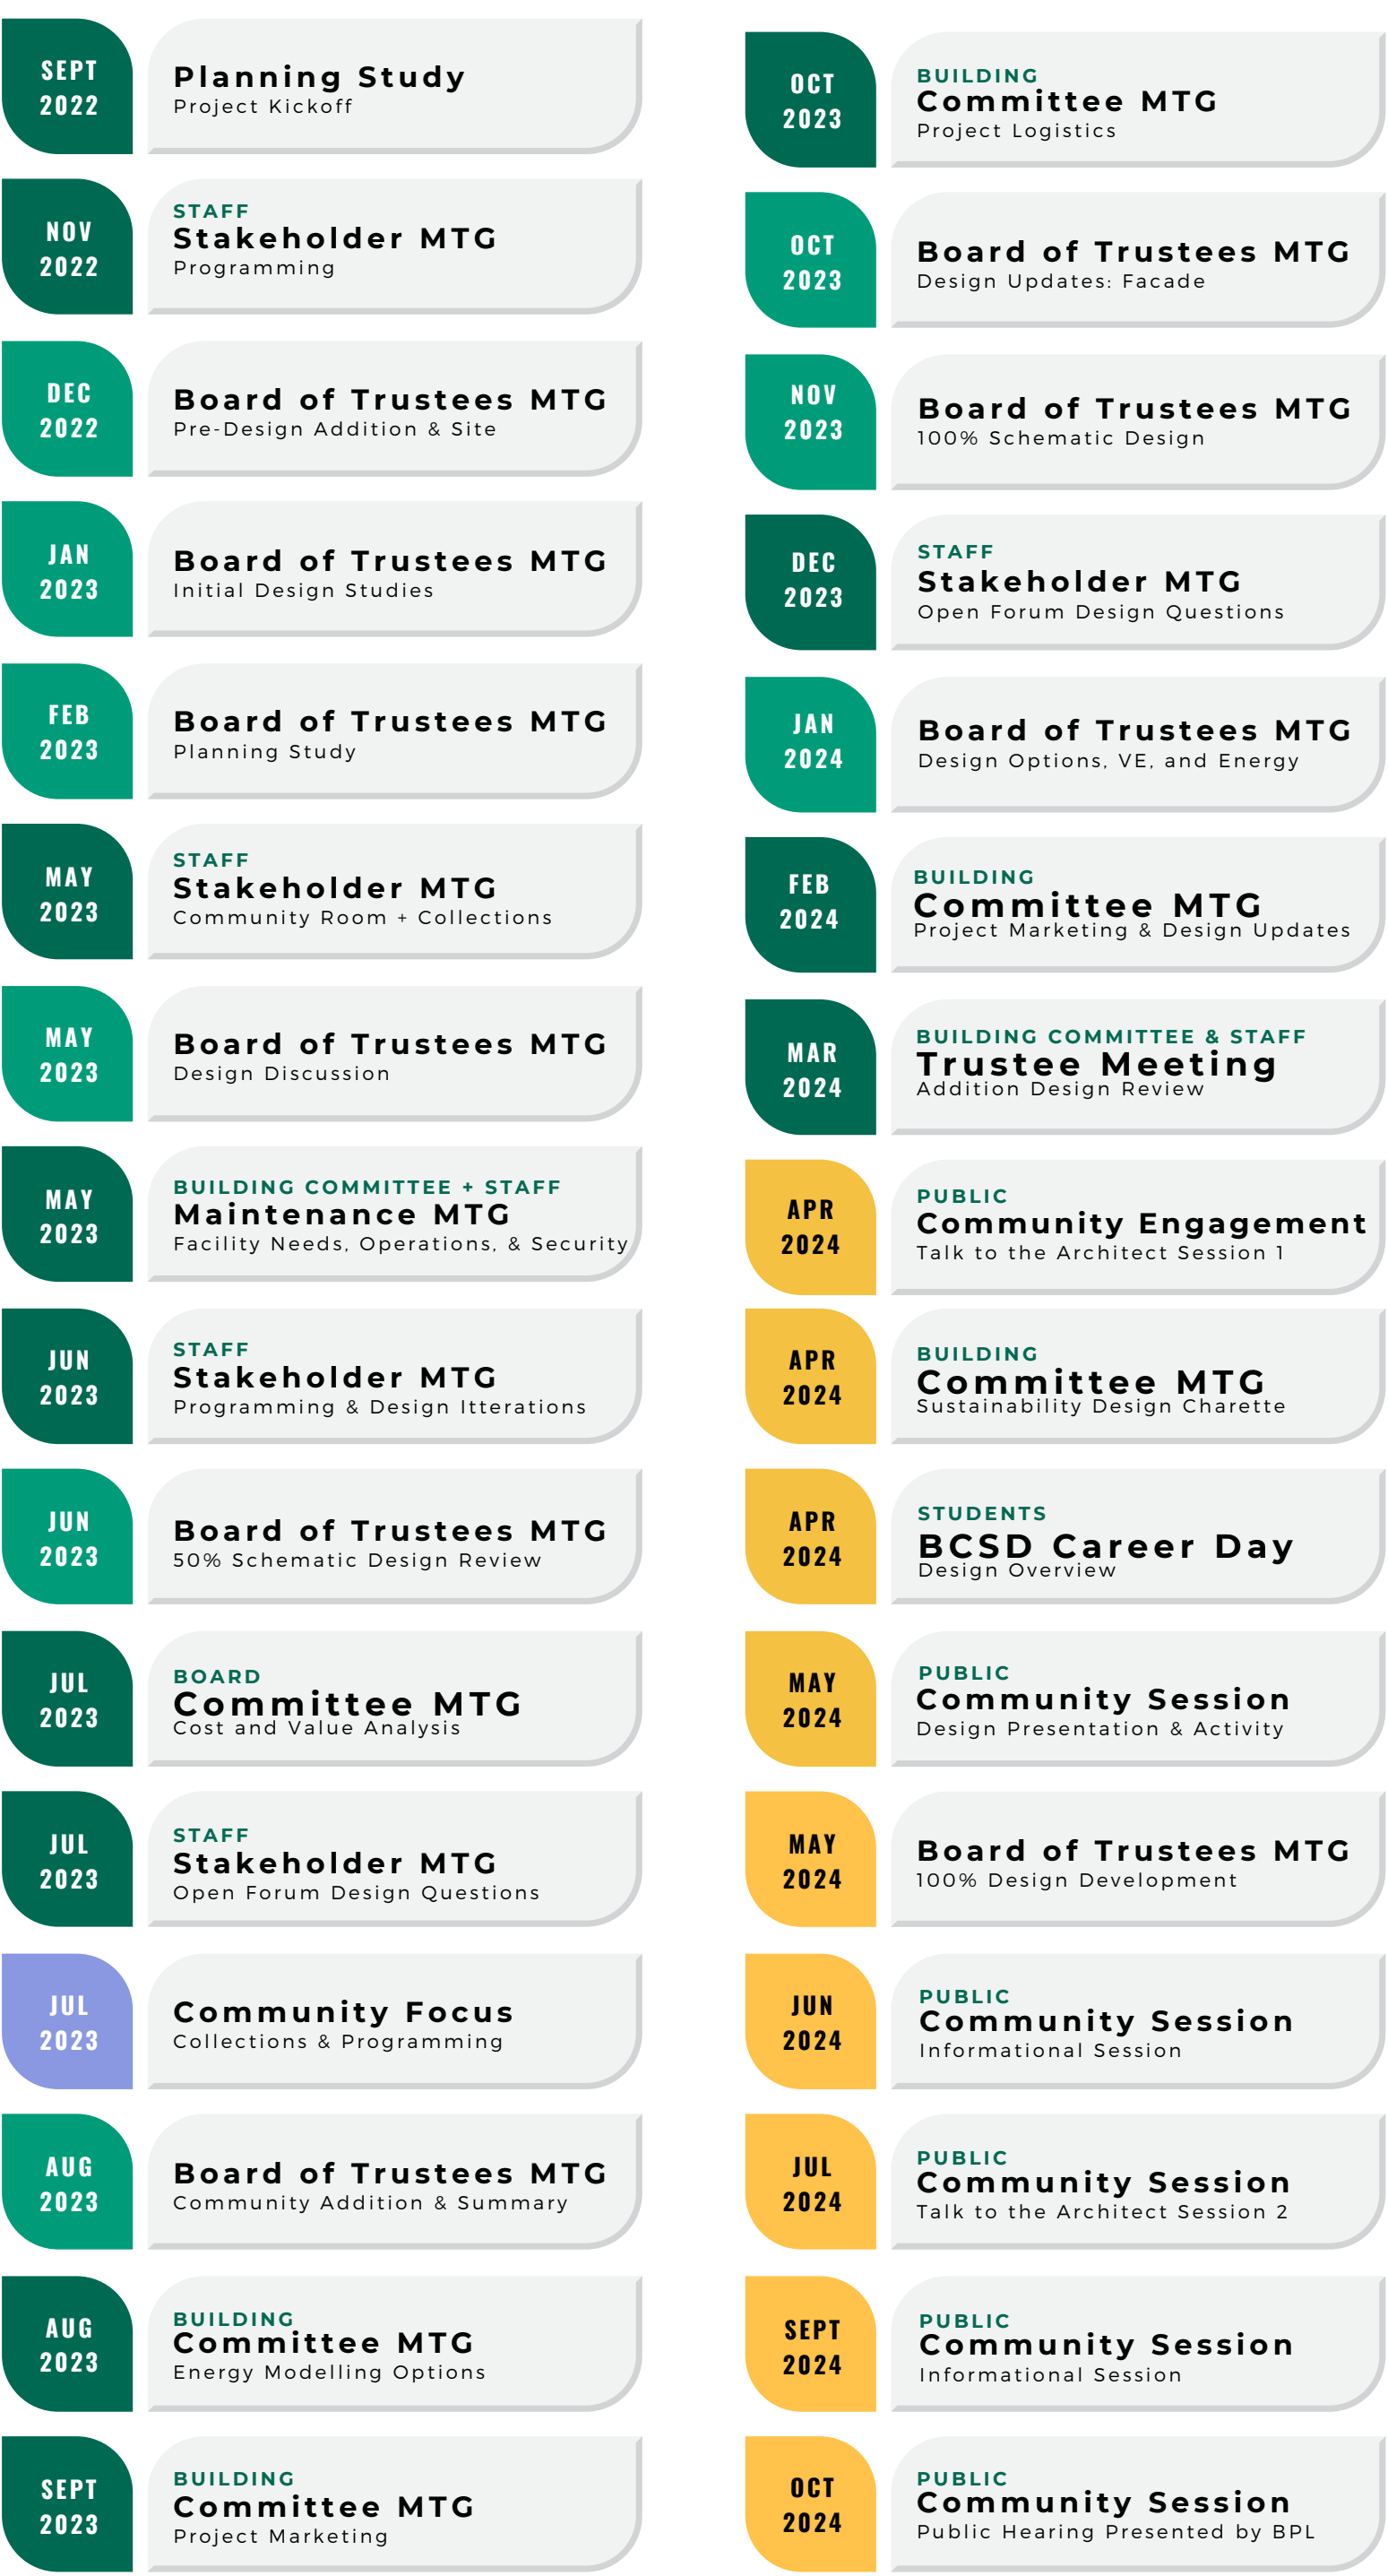 SEPT
2022
Planning Study
Project Kickoff
NOV
2022
STAFF
Stakeholder MTG
Programming
DEC
2022
Board of Trustees MTG
Pre-Design Addition & Site
JAN
2023
Board of Trustees MTG
Initial Design Studies
FEB
2023
Board of Trustees MTG
Planning Study
MAY
2023
STAFF
Stakeholder MTG
Community Room + Collections
MAY
2023
Board of Trustees MTG
Design Discussion
MAY
2023
BUILDING COMMITTEE + STAFF
Maintenance MTG
Facility Needs, Operations, & Security
JUN
2023
STAFF
Stakeholder MTG
Programming & Design Itterations
JUN
2023
Board of Trustees MTG
50% Schematic Design Review
JUL
2023
BOARD
Committee MTG
Cost and Value Analysis
JUL
2023
STAFF
Stakeholder MTG
Open Forum Design Questions
JUL
2023
Community Focus
Collections & Programming
AUG
2023
Board of Trustees MTG
Community Addition & Summary
AUG
2023
BUILDING
Committee MTG
Energy Modelling Options
SEPT
2023
BUILDING
Committee MTG
Project Marketing
OCT
2023
BUILDING
Committee MTG
Project Logistics
OCT
2023
Board of Trustees MTG
Design Updates: Facade
NOV
2023
Board of Trustees MTG
100% Schematic Design
DEC
2023
STAFF
Stakeholder MTG
Open Forum Design Questions
JAN
2024
Board of Trustees MTG
Design Options, VE, and Energy
FEB
2024
BUILDING
Committee MTG
Project Marketing & Design Updates
MAR
2024
BUILDING COMMITTEE & STAFF
Trustee Meeting
Addition Design Review
APR
2024
PUBLIC
Community Engagement
Talk to the Architect Session 1
APR
2024
BUILDING
Committee MTG
Sustainability Design Charette
APR
2024
STUDENTS
BCSD Career Day
Design Overview
MAY
2024
PUBLIC
Community Session
Design Presentation & Activity
MAY
2024
Board of Trustees MTG
100% Design Development
JUN
2024
PUBLIC
Community Session
Informational Session
JUL
2024
PUBLIC
Community Session
Talk to the Architect Session 2
SEPT
2024
PUBLIC
Community Session
Informational Session
OCT
2024
PUBLIC
Community Session
Public Hearing Presented by BPL